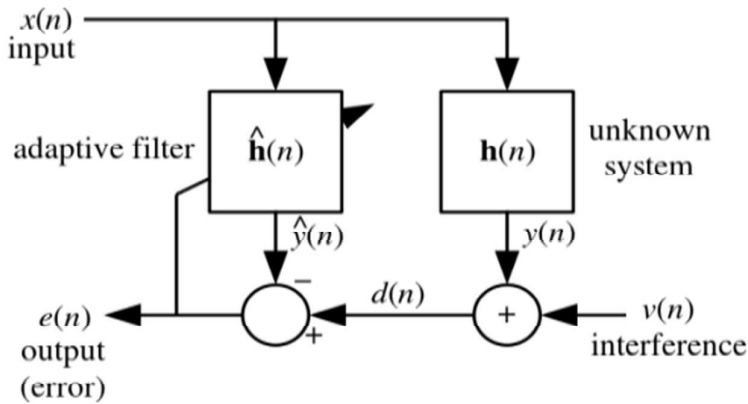 x(n)
input
adaptive filter
ĥ(n)
h(n)
unknown
system
ŷ(n)
y(n)
−
d(n)
+
+
e(n)
output
(error)
v(n)
interference